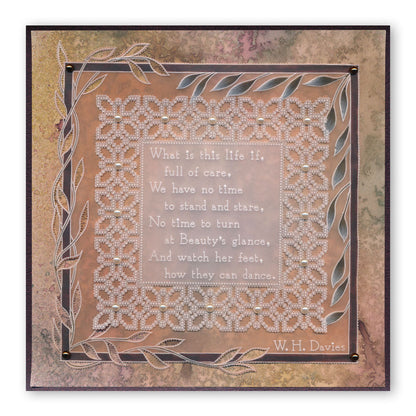 What is this life if,
full of care,
We have no time
to stand and stare,
No time to turn
at Beauty's glance,
And watch her feet,
how they can dance.
W. H. Davies